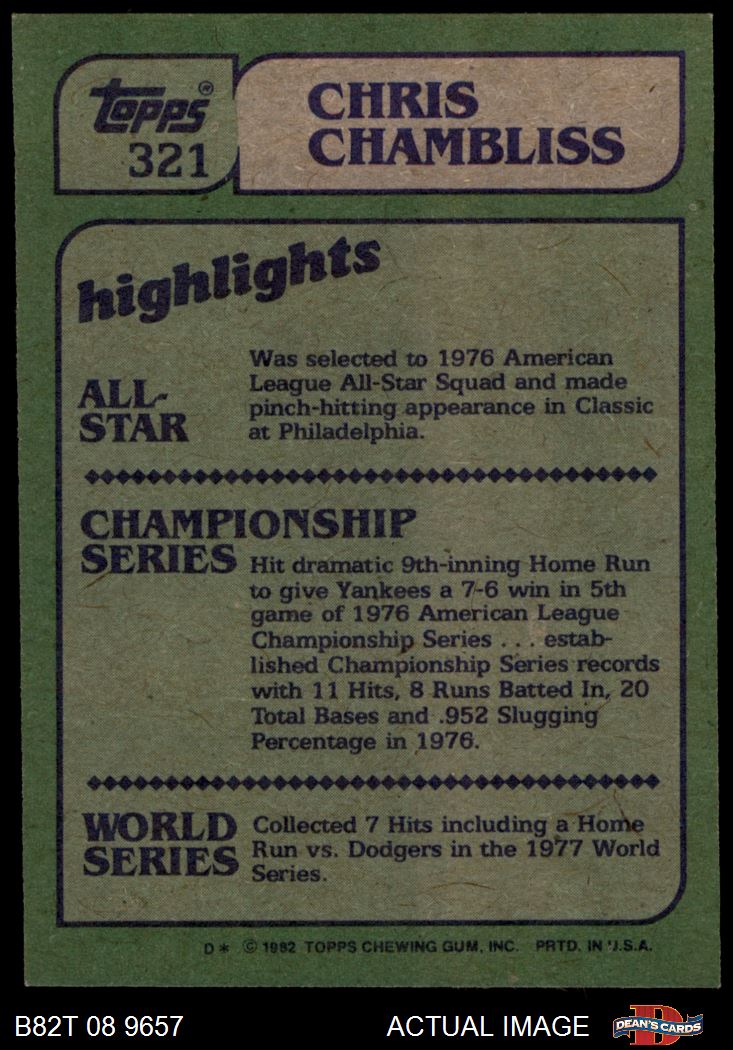 topps®
321
CHRIS
CHAMBLISS
highlights
ALL-
STAR
Was selected to 1976 American
League All-Star Squad and made
pinch-hitting appearance in Classic
at Philadelphia.
CHAMPIONSHIP
SERIES
Hit dramatic 9th-inning Home Run
to give Yankees a 7-6 win in 5th
game of 1976 American League
Championship Series . . . estab-
lished Championship Series records
with 11 Hits, 8 Runs Batted In, 20
Total Bases and .952 Slugging
Percentage in 1976.
WORLD
SERIES
Collected 7 Hits including a Home
Run vs. Dodgers in the 1977 World
Series.
D* © 1982 TOPPS CHEWING GUM, INC. PRTD. IN U.S.A.
B82T 08 9657
ACTUAL IMAGE
D
DEAN'S CARDS